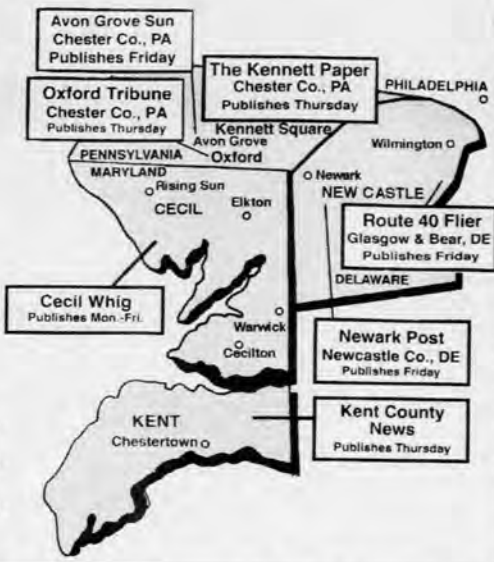 Avon Grove Sun
Chester Co., PA
Publishes Friday
The Kennett Paper
Chester Co., PA
Publishes Thursday
PHILADELPHIA
Oxford Tribune
Chester Co., PA
Publishes Thursday
Kennett Square
Avon Grove
Oxford
Wilmington
PENNSYLVANIA
MARYLAND
Newark
Rising Sun
NEW CASTLE
CECIL
Elkton
Route 40 Flier
Glasgow & Bear, DE
Publishes Friday
DELAWARE
Cecil Whig
Publishes Mon.-Fri.
Warwick
Cecilton
Newark Post
Newcastle Co., DE
Publishes Friday
KENT
Chestertown
Kent County
News
Publishes Thursday